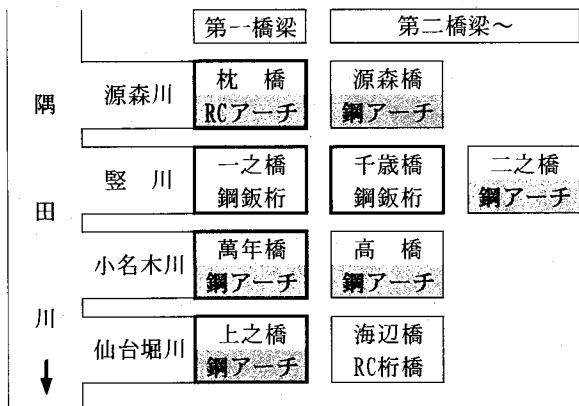 第一橋梁 第二橋梁～
隅田川
源森川
枕 橋
RCアーチ
源森橋
鋼アーチ
竪 川
一之橋
鋼鈑桁
千歳橋
鋼鈑桁
二之橋
鋼アーチ
小名木川
萬年橋
鋼アーチ
高 橋
鋼アーチ
仙台堀川
上之橋
鋼アーチ
海辺橋
RC桁橋